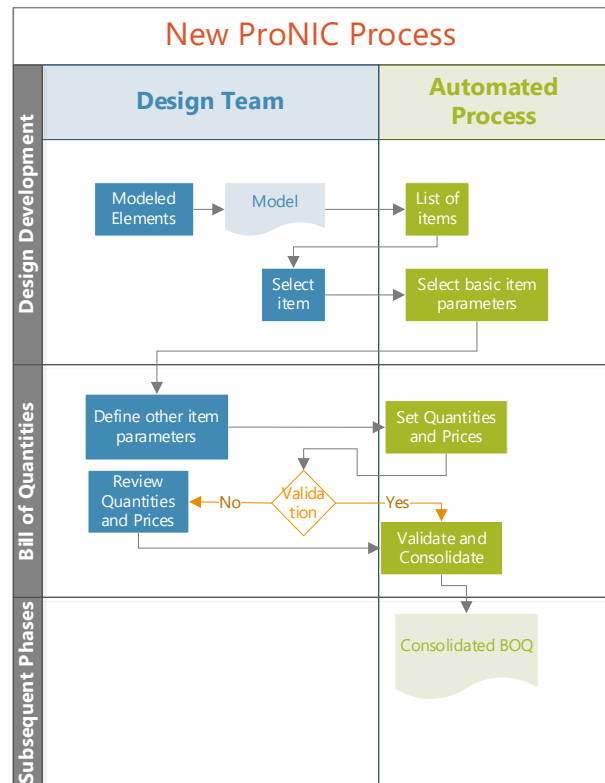 New ProNIC Process
Design Team
Automated
Process
Design Development
Modeled
Elements
Model
List of
items
Select
item
Select basic item
parameters
Bill of Quantities
Define other item
parameters
Set Quantities
and Prices
Review
Quantities
and Prices
No
Valida
tion
Yes
Validate and
Consolidate
Subsequent Phases
Consolidated BOQ